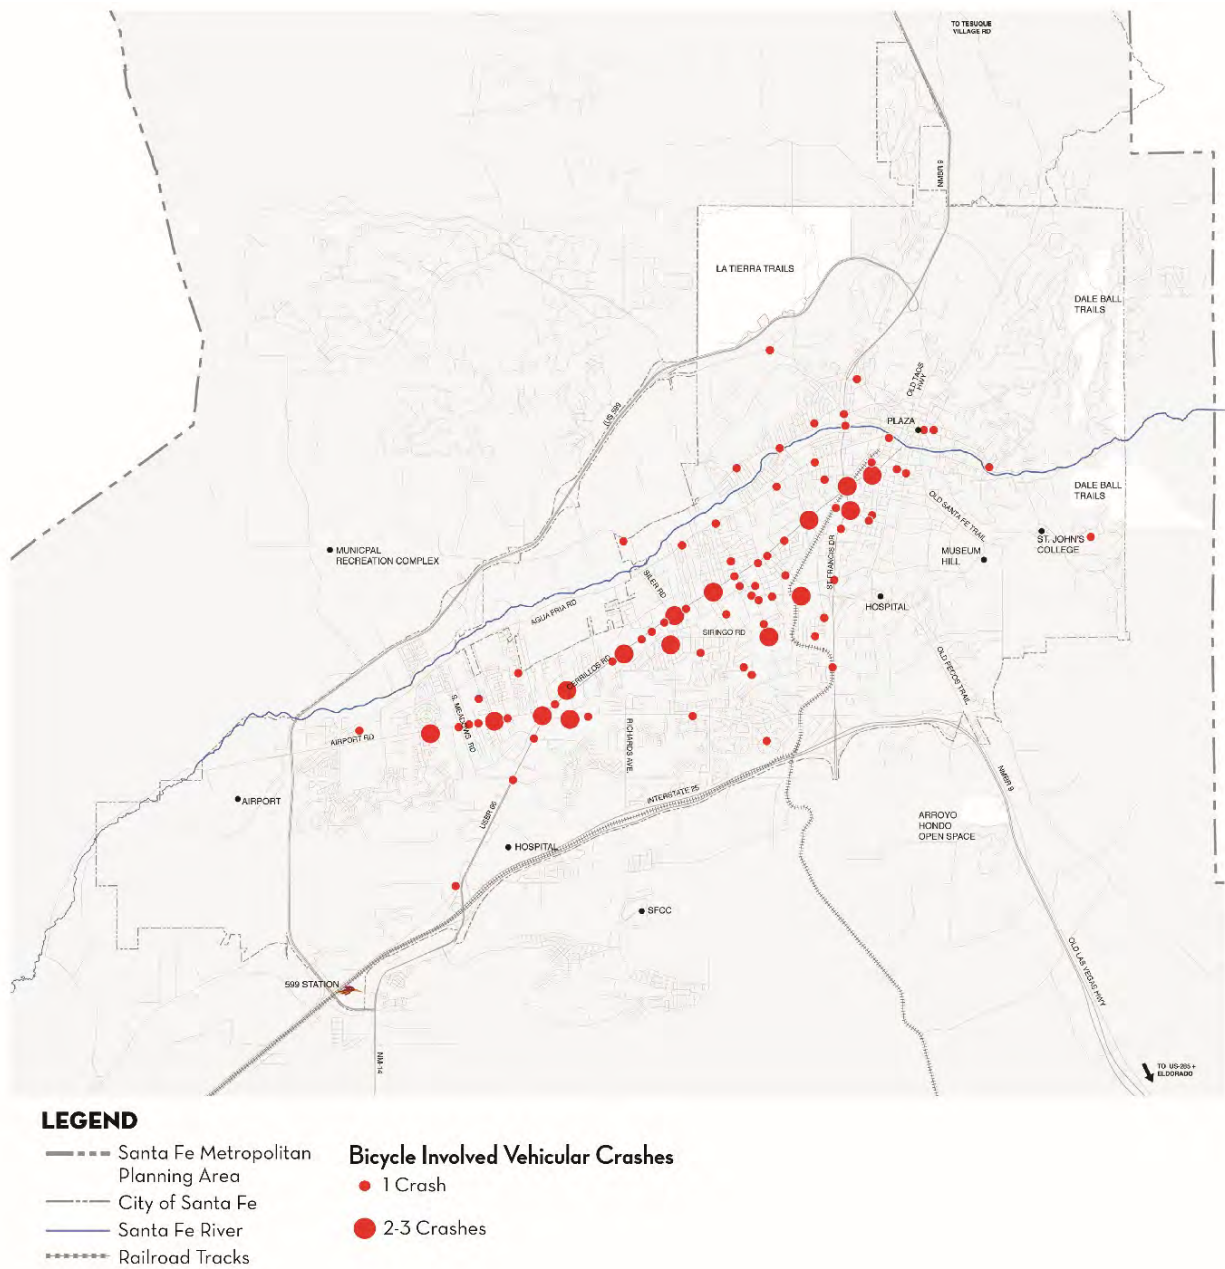 TO TESUQUE
VILLAGE RD
LA TIERRA TRAILS
DALE BALL
TRAILS
OLD TAOS
HWY
PLAZA
DALE BALL
TRAILS
OLD SANTA FE TRAIL
ST. JOHN'S
COLLEGE
MUNICPAL
RECREATION COMPLEX
MUSEUM
HILL
ST FRANCIS DR
SILER RD
AGUA FRIA RD
HOSPITAL
SIRINGO RD
CERRILLOS RD
OLD PECOS TRAIL
S. MEADOWS RD
RICHARDS AVE.
AIRPORT RD
INTERSTATE 25
NMBR 9
AIRPORT
USBR 66
ARROYO
HONDO
OPEN SPACE
HOSPITAL
SFCC
OLD LAS VEGAS HWY
599 STATION
NM-14
TO US-285 +
ELDORADO
LEGEND
Santa Fe Metropolitan
Planning Area
City of Santa Fe
Santa Fe River
Railroad Tracks
Bicycle Involved Vehicular Crashes
1 Crash
2-3 Crashes